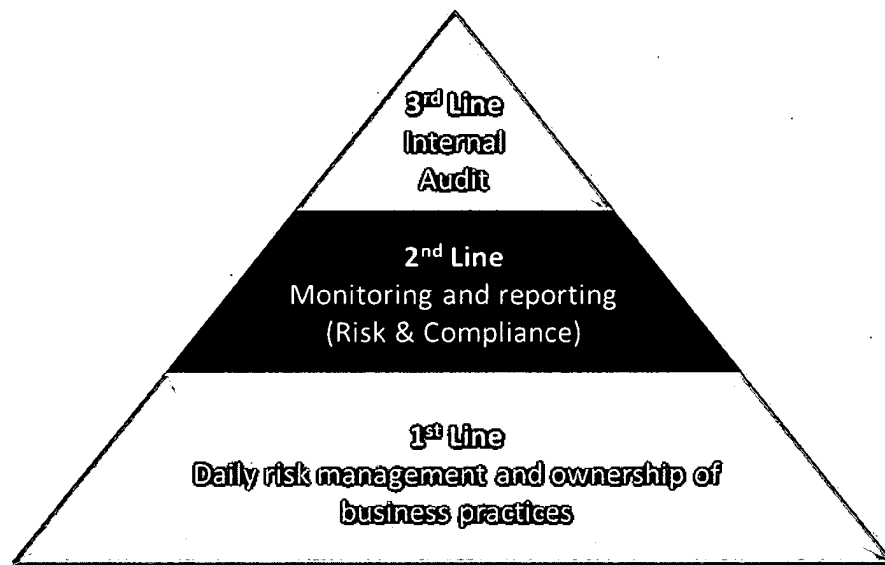 3rd Line
Internal
Audit
2nd Line
Monitoring and reporting
(Risk & Compliance)
1st Line
Daily risk management and ownership of
business practices